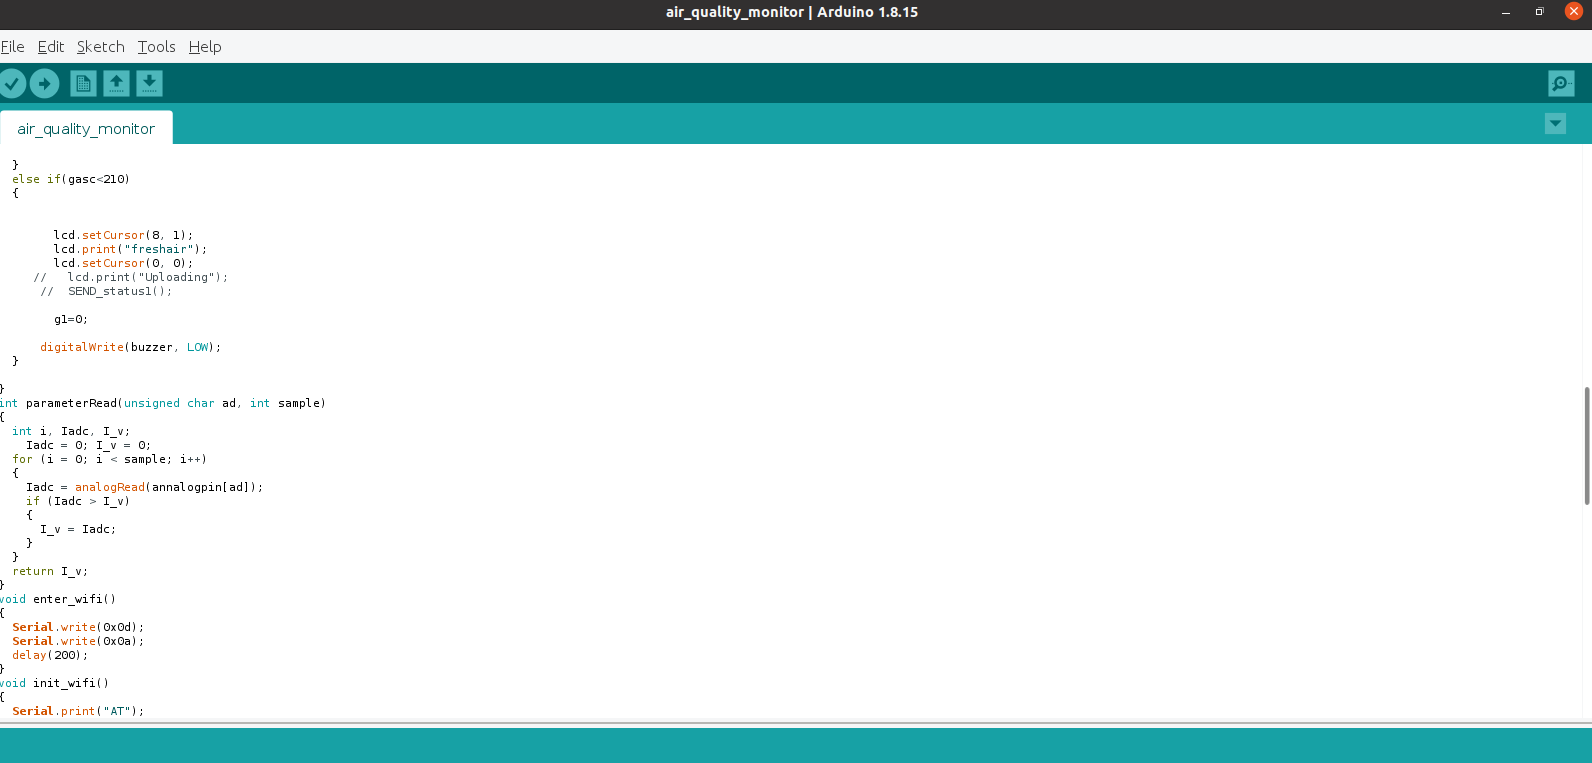 air_quality_monitor | Arduino 1.8.15
File Edit Sketch Tools Help
air_quality_monitor
}
else if(gasc<210)
{
lcd.setCursor(8, 1);
lcd.print("freshair");
lcd.setCursor(0, 0);
// lcd.print("Uploading");
// SEND_status1();
g1=0;
digitalWrite(buzzer, LOW);
}
}
int parameterRead(unsigned char ad, int sample)
{
int i, Iadc, I_v;
Iadc = 0; I_v = 0;
for (i = 0; i < sample; i++)
{
Iadc = analogRead(annalogpin[ad]);
if (Iadc > I_v)
{
I_v = Iadc;
}
}
return I_v;
}
void enter_wifi()
{
Serial.write(0x0d);
Serial.write(0x0a);
delay(200);
}
void init_wifi()
{
Serial.print("AT");